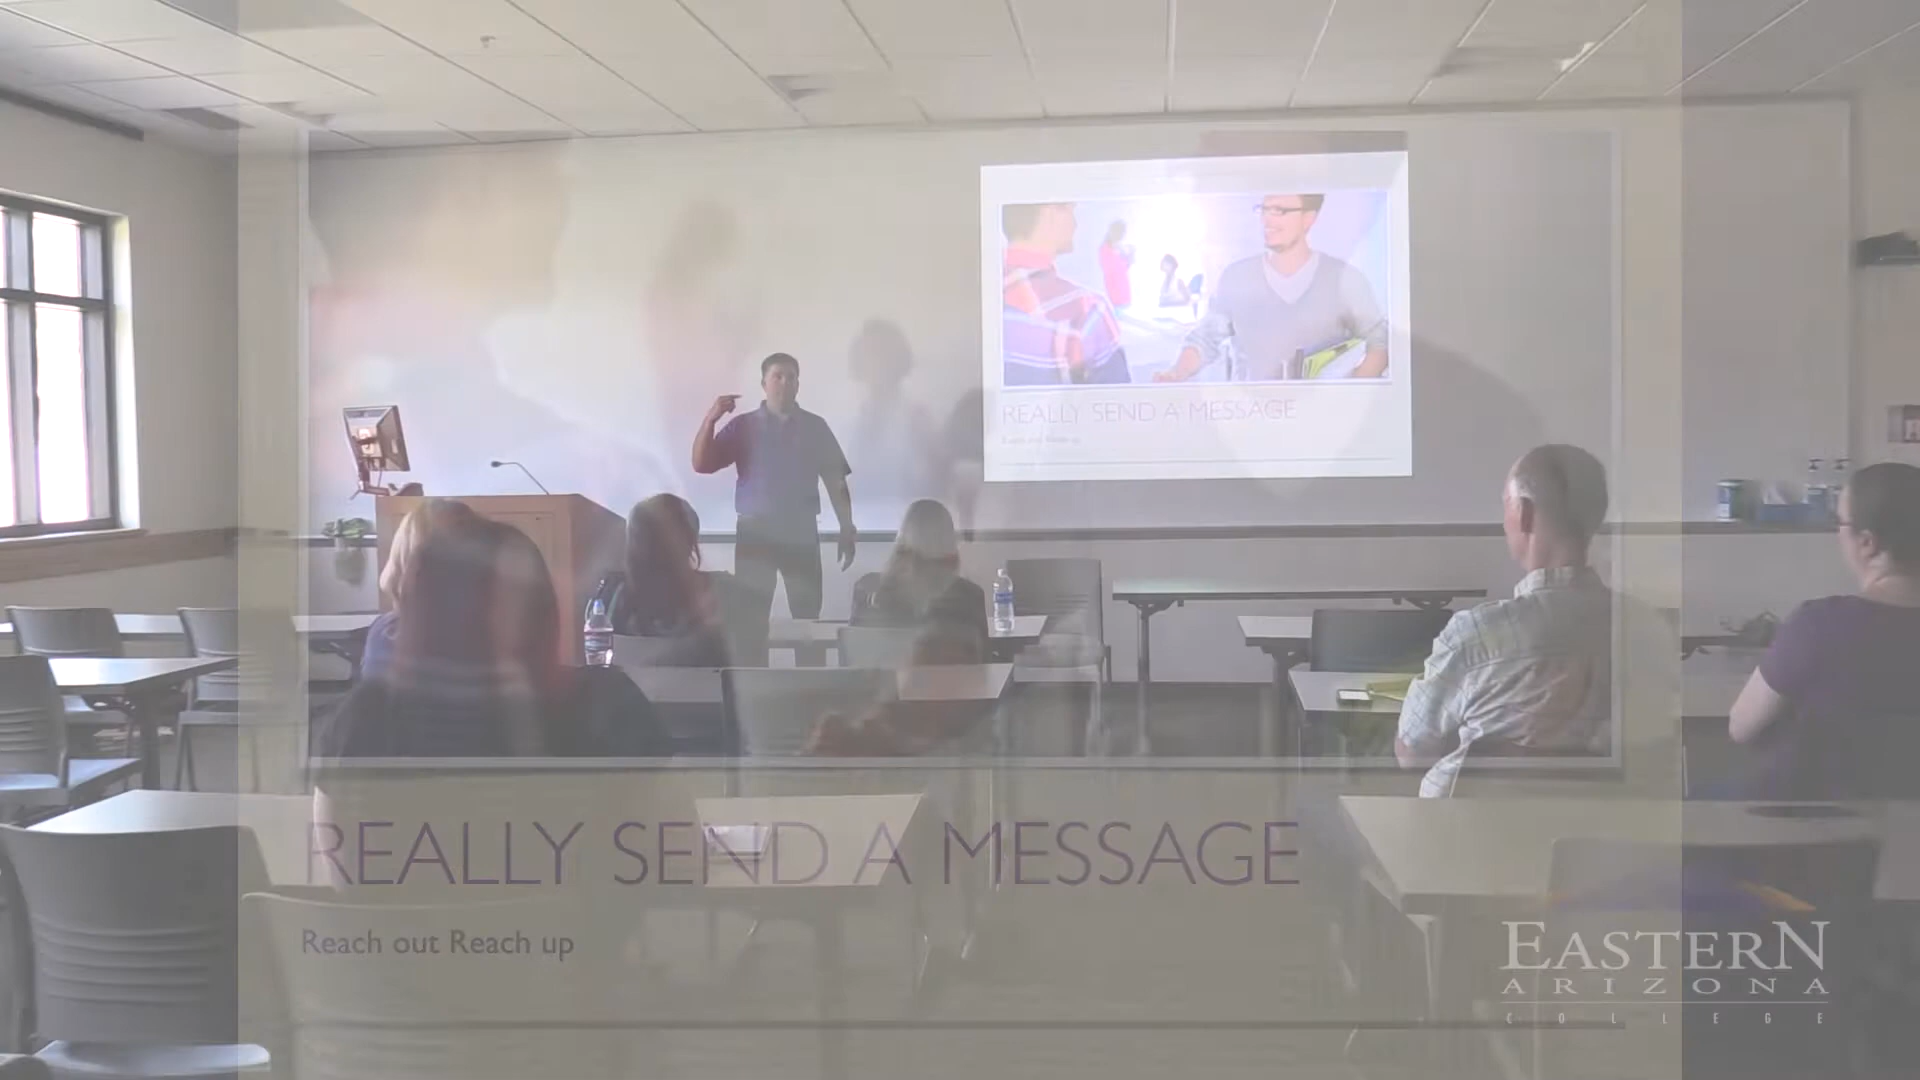 REALLY SEND A MESSAGE
REALLY SEND A MESSAGE
Reach out Reach up
EASTERN
ARIZONA
COLLEGE